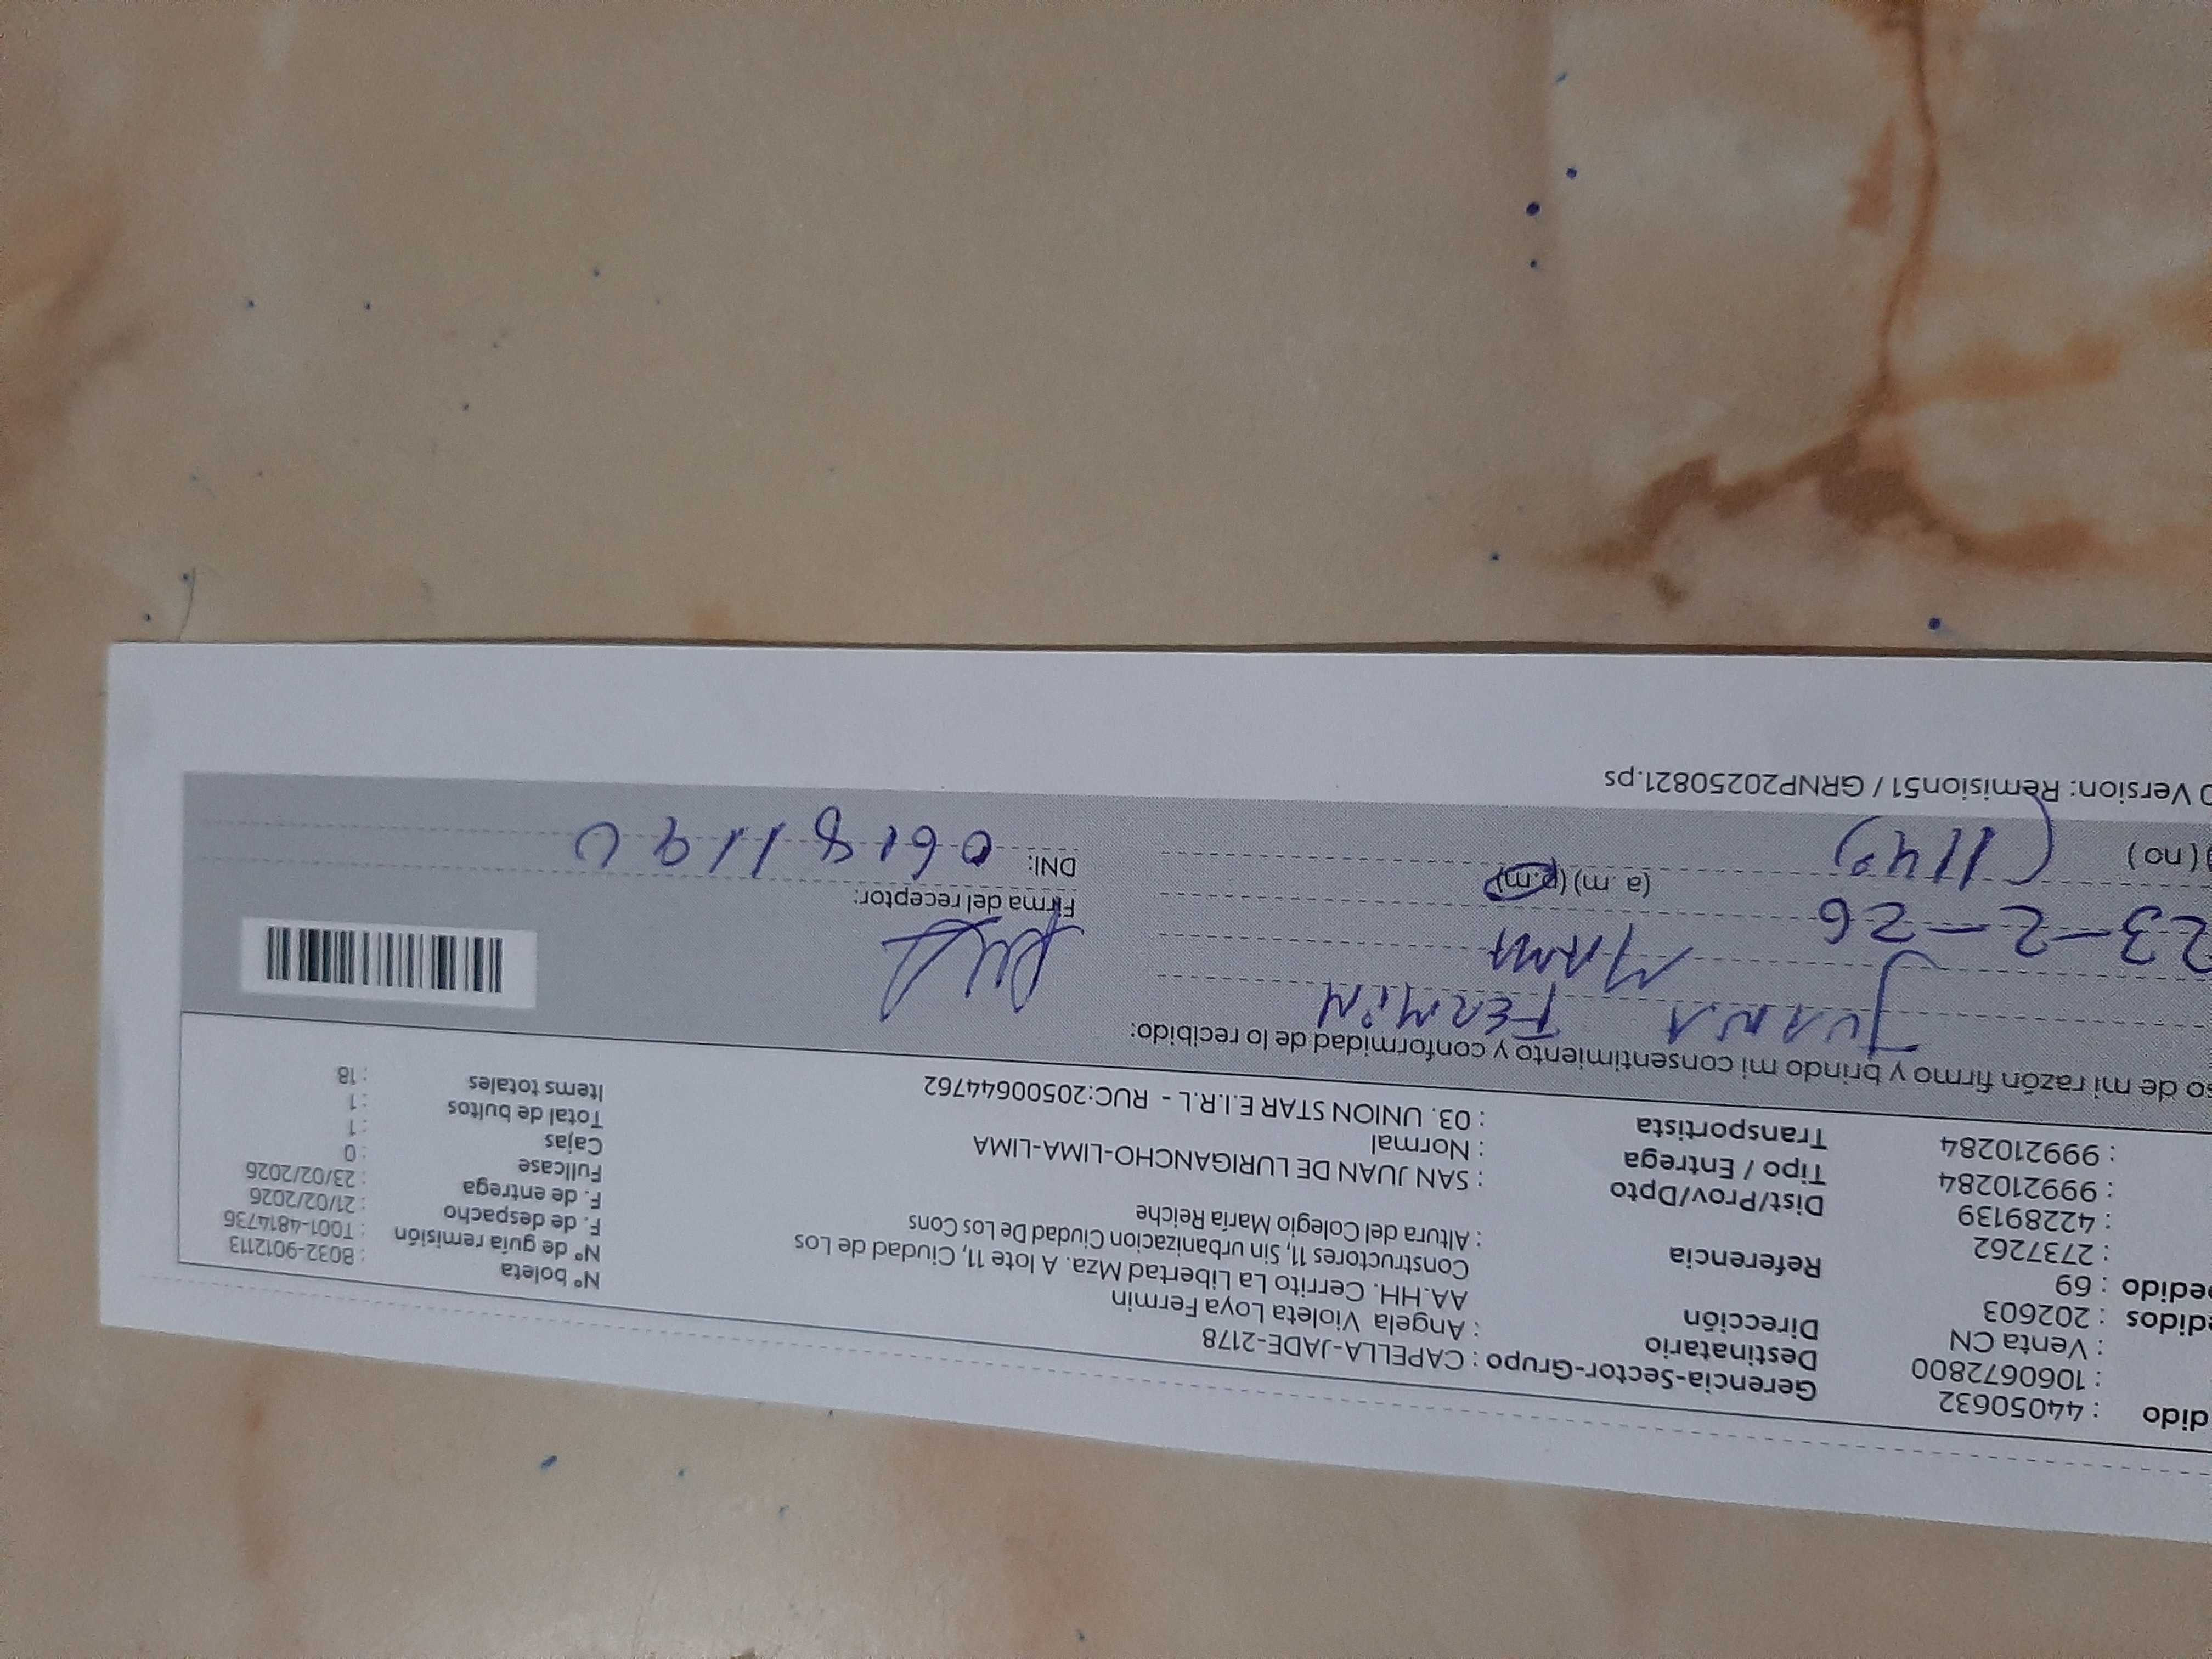 dido : 44050632
: 1060672800
: Venta CN
edidos : 202603
edido : 69
: 2737262
: 42289139
: 999210284
: 999210284
Gerencia-Sector-Grupo : CAPELLA-JADE-2178
Destinatario : Angela Violeta Loya Fermin
Dirección AA.HH. Cerrito La Libertad Mza. A lote 11, Ciudad de Los
Constructores 11, Sin urbanizacion Ciudad De Los Cons
Referencia : Altura del Colegio María Reiche
Dist/Prov/Dpto : SAN JUAN DE LURIGANCHO-LIMA-LIMA
Tipo / Entrega : Normal
Transportista : 03. UNION STAR E.I.R.L - RUC:20500644762
Nº boleta : B032-9012113
Nº de guía remisión : T001-4814736
F. de despacho : 21/02/2026
F. de entrega : 23/02/2026
Fullcase : 0
Cajas : 1
Total de bultos : 1
Items totales : 18
so de mi razón firmo y brindo mi consentimiento y conformidad de lo recibido:
JUANA FERMIN
MAMA
23-2-26
(a .m) (p.m)
) ( no )
Firma del receptor:
DNI:
Version: Remision51 / GRNP20250821.ps